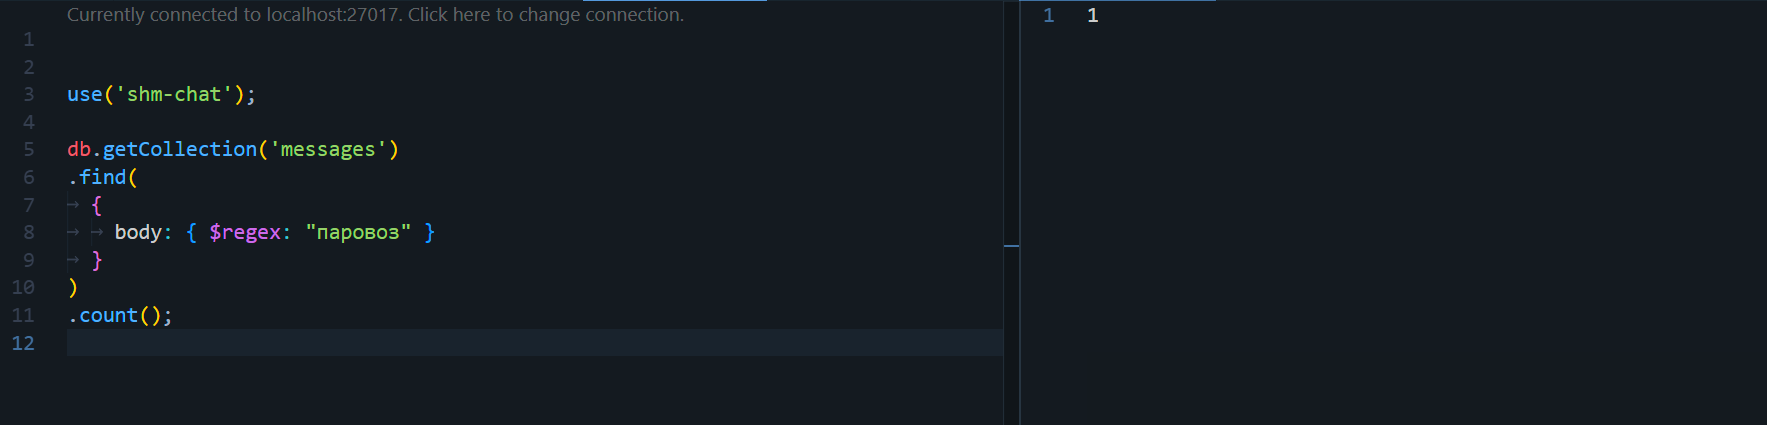 Currently connected to localhost:27017. Click here to change connection.
1
2
3 use('shm-chat');
4
5 db.getCollection('messages')
6 .find(
7 → {
8 → → body: { $regex: "паровоз" }
9 → }
10 )
11 .count();
12
1 1